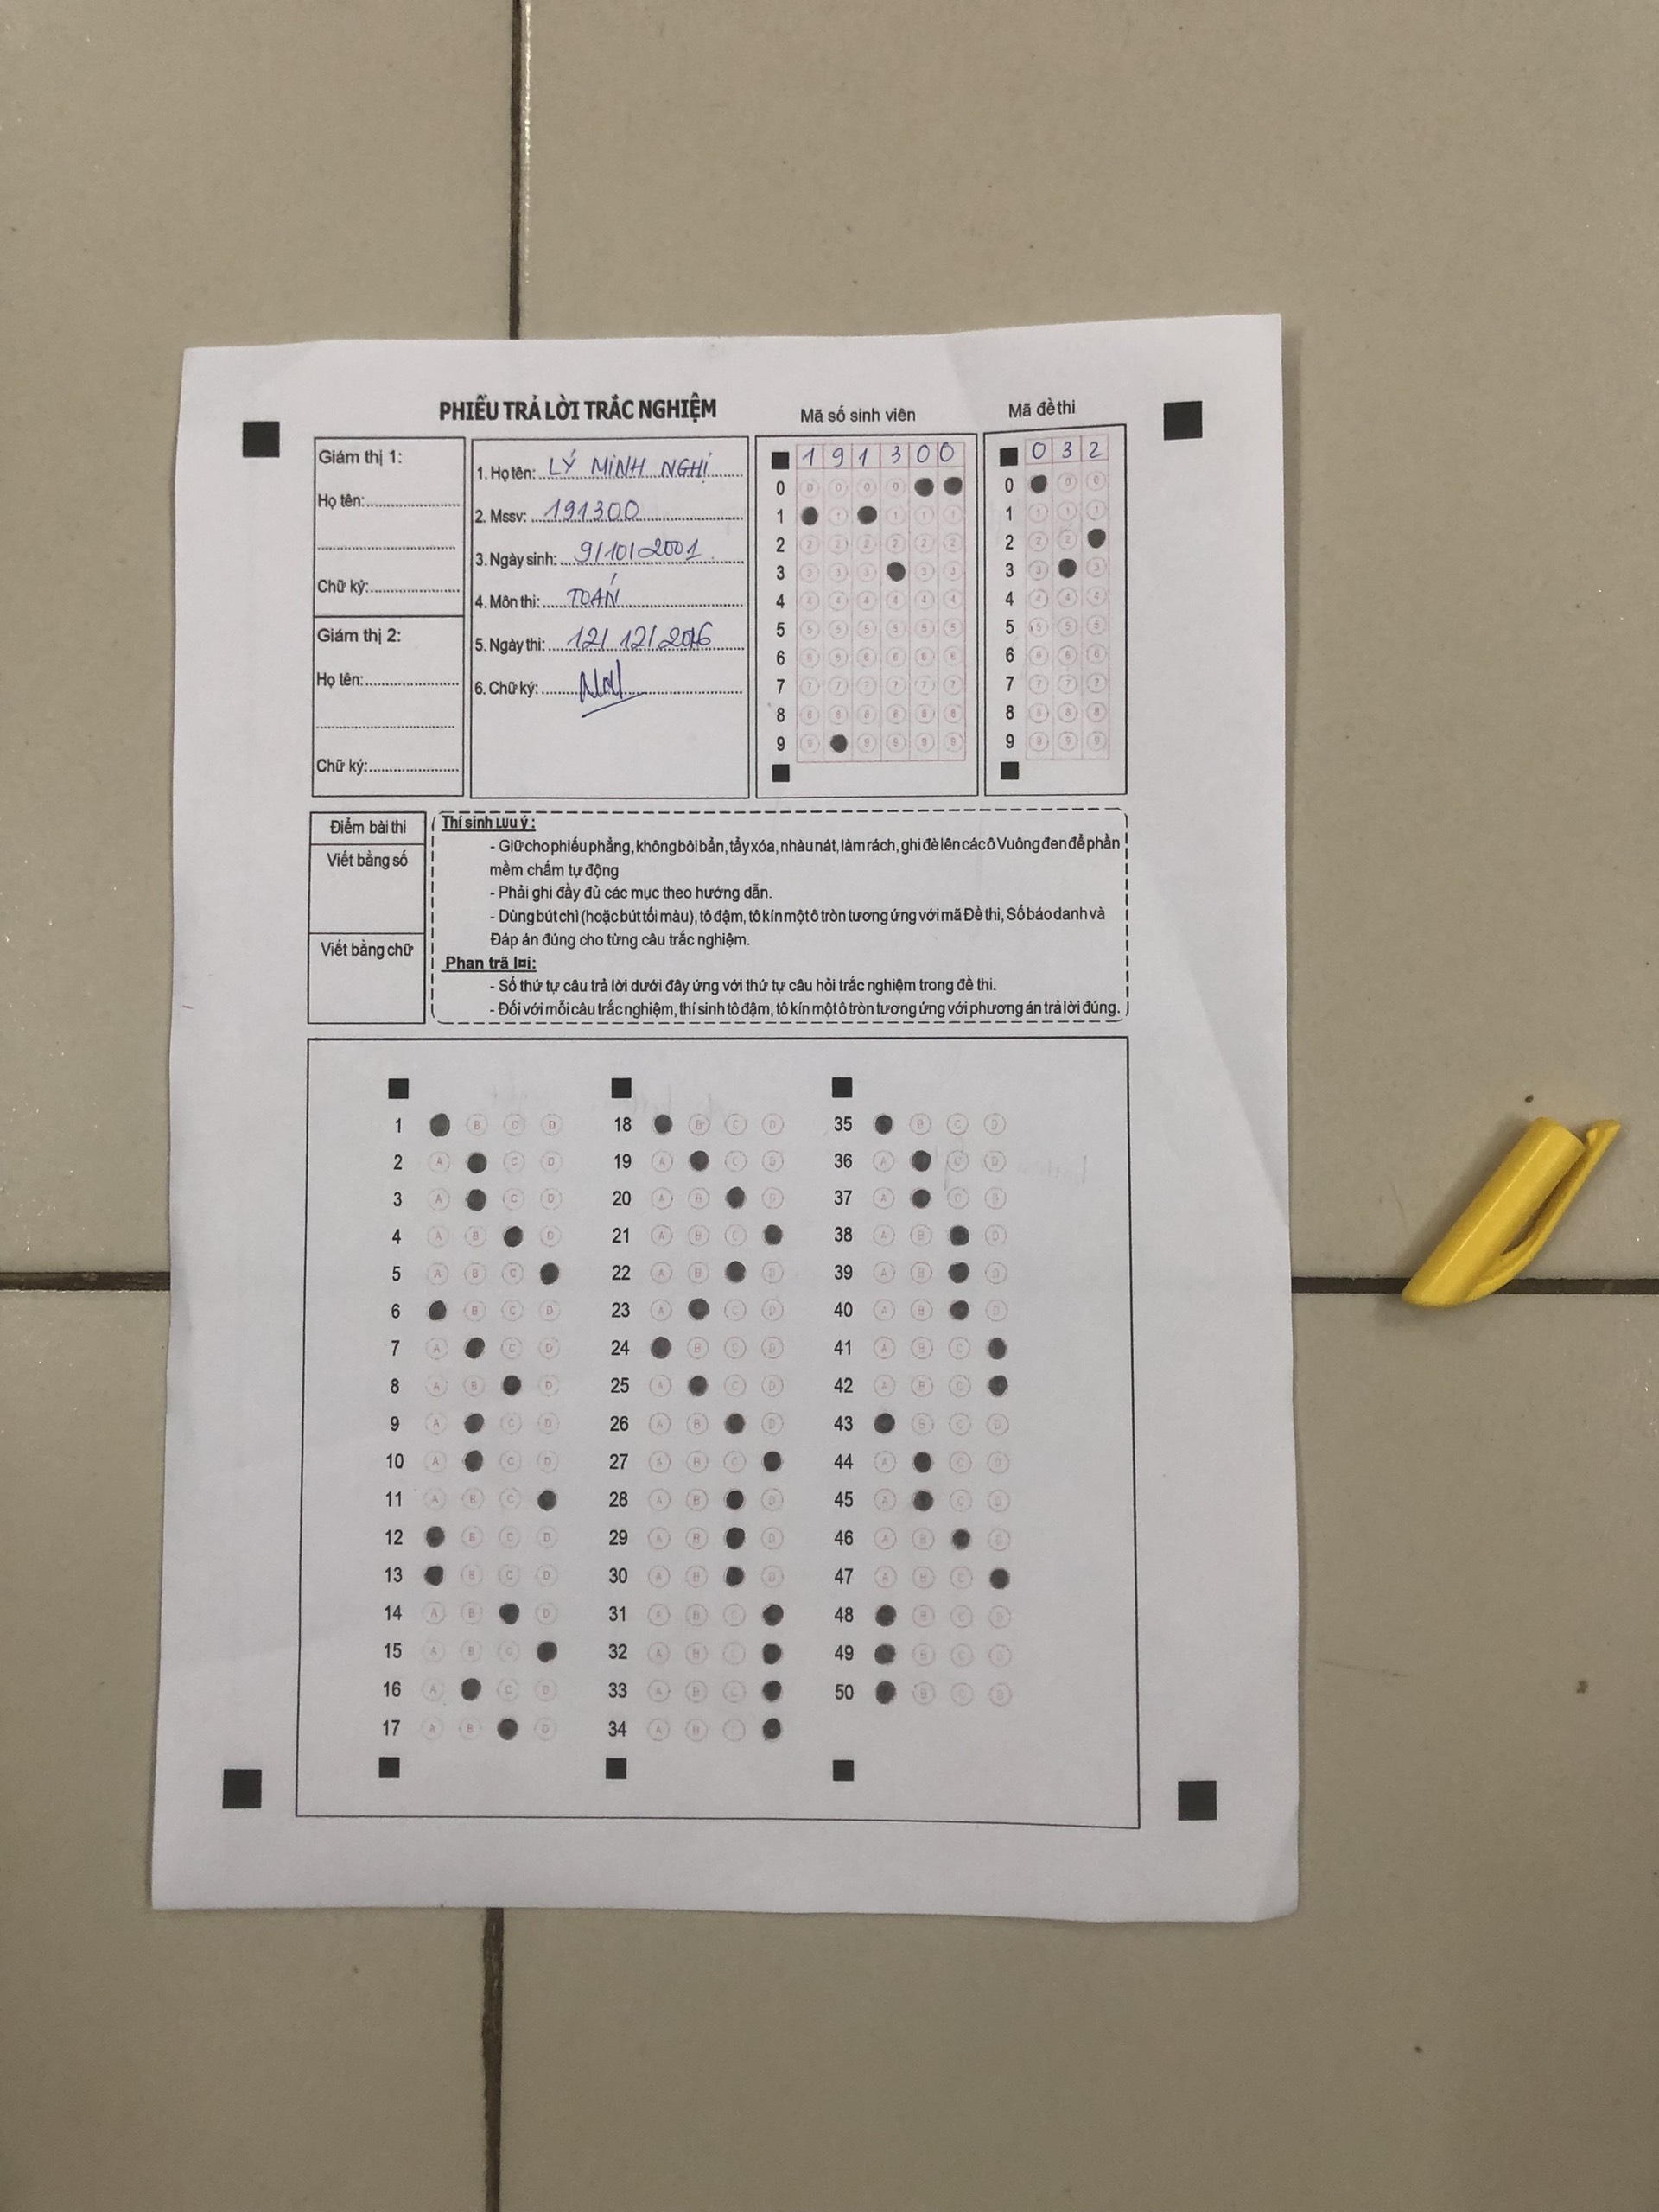 PHIẾU TRẢ LỜI TRẮC NGHIỆM
Mã số sinh viên
Mã đề thi
Giám thị 1:
Họ tên:
Chữ ký:
Giám thị 2:
Họ tên:
Chữ ký:
1. Họ tên: LÝ MINH NGHỊ
2. Mssv: 191300
3. Ngày sinh: 9/10/2001
4. Môn thi: TOÁN
5. Ngày thi: 12/12/2016
6. Chữ ký:
1 9 1 3 0 0
0
1
2
3
4
5
6
7
8
9
0 3 2
0
1
2
3
4
5
6
7
8
9
Điểm bài thi
Viết bằng số
Viết bằng chữ
Thí sinh Lưu ý:
- Giữ cho phiếu phẳng, không bôi bẩn, tẩy xóa, nhàu nát, làm rách, ghi đè lên các ô Vuông đen để phần
mềm chấm tự động
- Phải ghi đầy đủ các mục theo hướng dẫn.
- Dùng bút chì (hoặc bút tối màu), tô đậm, tô kín một ô tròn tương ứng với mã Đề thi, Số báo danh và
Đáp án đúng cho từng câu trắc nghiệm.
Phan trã l¤i:
- Số thứ tự câu trả lời dưới đây ứng với thứ tự câu hỏi trắc nghiệm trong đề thi.
- Đối với mỗi câu trắc nghiệm, thí sinh tô đậm, tô kín một ô tròn tương ứng với phương án trả lời đúng.
1 B C D
2 A C D
3 A C D
4 A B D
5 A B C
6 B C D
7 A C D
8 A B D
9 A C D
10 A C D
11 A B C
12 B C D
13 B C D
14 A B D
15 A B C
16 A C D
17 A B D
18 B C D
19 A C D
20 A B D
21 A B C
22 A B D
23 A C D
24 B C D
25 A C D
26 A B D
27 A B C
28 A B D
29 A B D
30 A B D
31 A B C
32 A B C
33 A B C
34 A B C
35 B C D
36 A C D
37 A C D
38 A B D
39 A B D
40 A B D
41 A B C
42 A B C
43 B C D
44 A C D
45 A C D
46 A B D
47 A B C
48 B C D
49 B C D
50 B C D